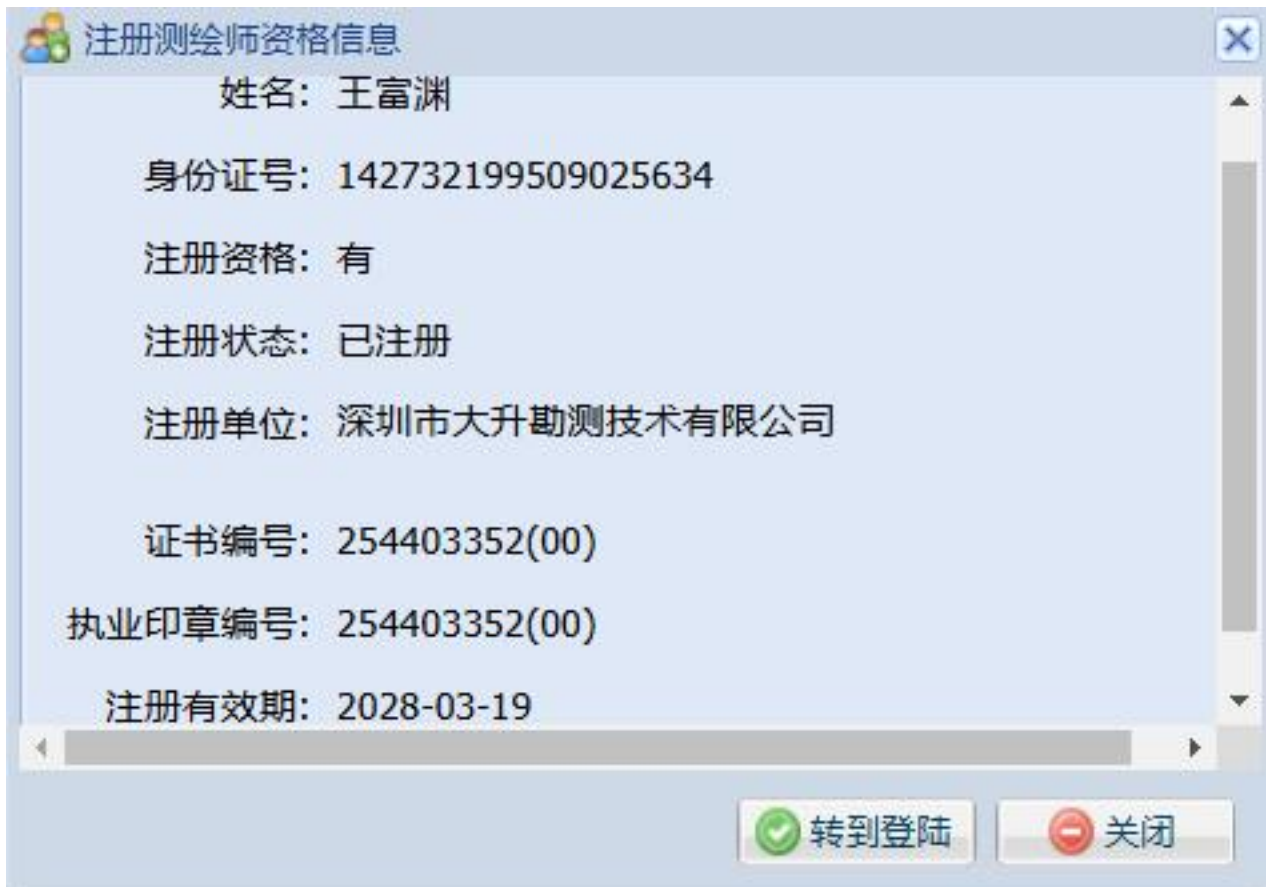 注册测绘师资格信息
姓名: 王富渊
身份证号: 142732199509025634
注册资格: 有
注册状态: 已注册
注册单位: 深圳市大升勘测技术有限公司
证书编号: 254403352(00)
执业印章编号: 254403352(00)
注册有效期: 2028-03-19
转到登陆 关闭